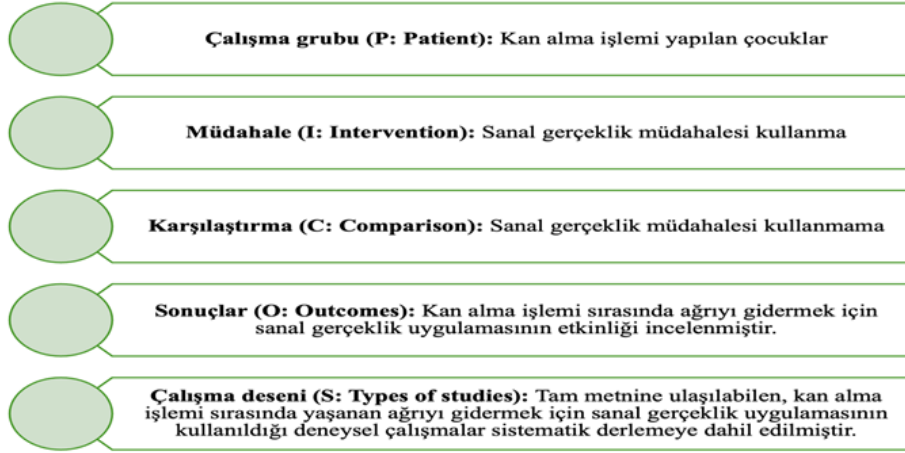 Çalışma grubu (P: Patient): Kan alma işlemi yapılan çocuklar
Müdahale (I: Intervention): Sanal gerçeklik müdahalesi kullanma
Karşılaştırma (C: Comparison): Sanal gerçeklik müdahalesi kullanmama
Sonuçlar (O: Outcomes): Kan alma işlemi sırasında ağrıyı gidermek için
sanal gerçeklik uygulamasının etkinliği incelenmiştir.
Çalışma deseni (S: Types of studies): Tam metnine ulaşılabilen, kan alma
işlemi sırasında yaşanan ağrıyı gidermek için sanal gerçeklik uygulamasının
kullanıldığı deneysel çalışmalar sistematik derlemeye dahil edilmiştir.